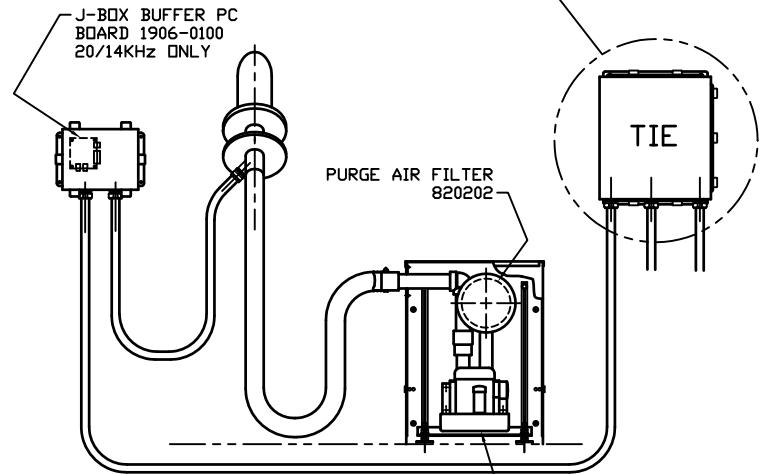 J-BOX BUFFER PC
BOARD 1906-0100
20/14KHz ONLY
TIE
PURGE AIR FILTER
820202